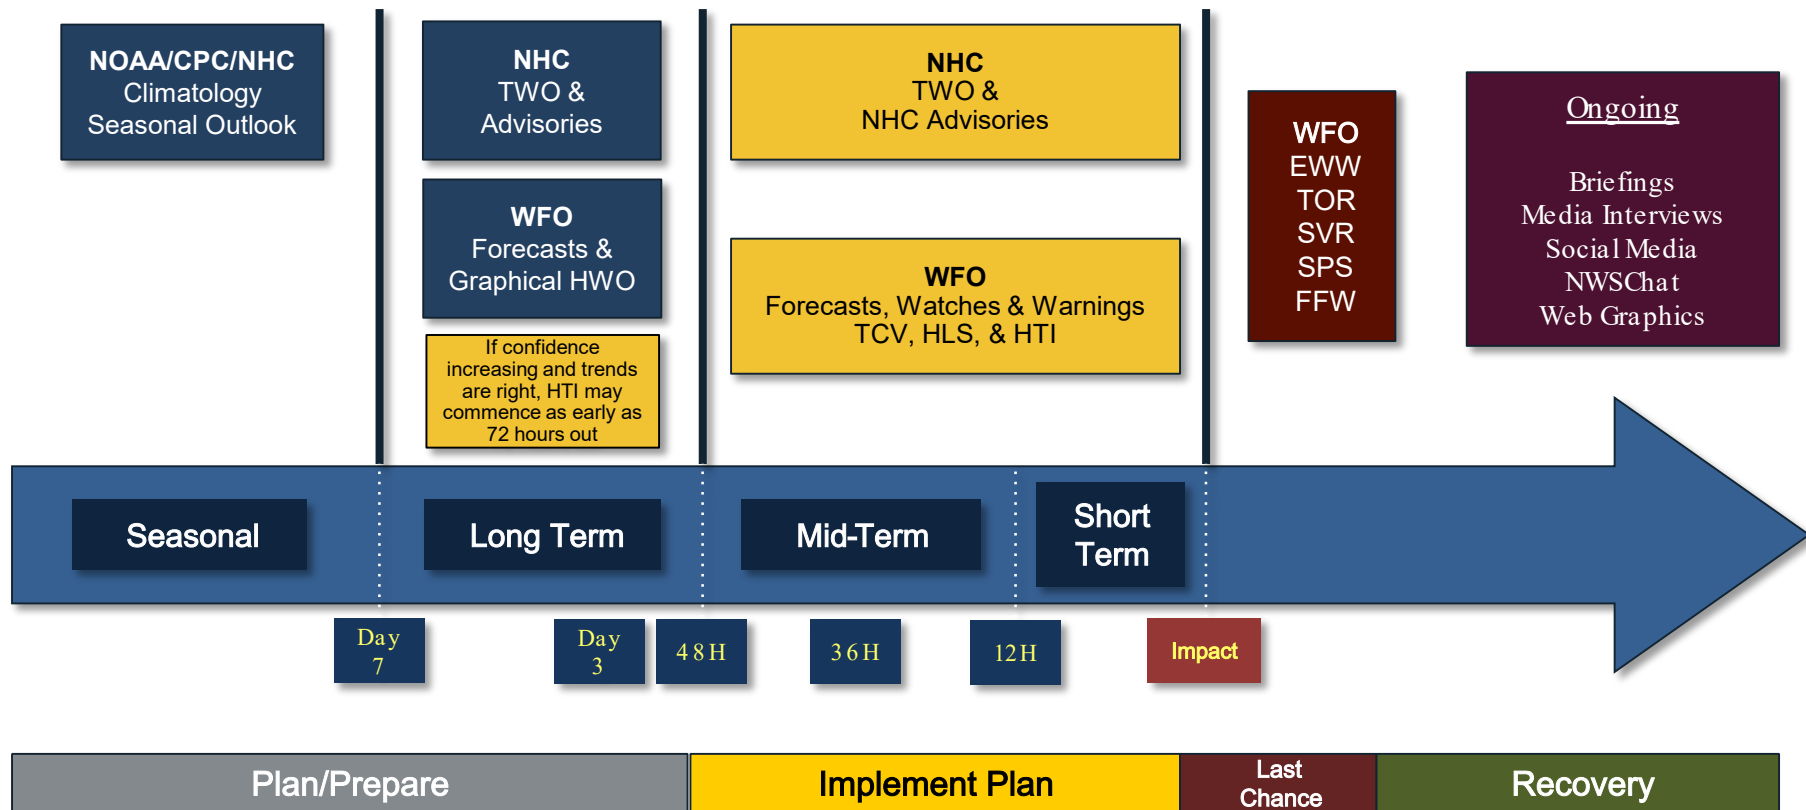 NOAA/CPC/NHC
Climatology
Seasonal Outlook
NHC
TWO &
Advisories
WFO
Forecasts &
Graphical HWO
If confidence
increasing and trends
are right, HTI may
commence as early as
72 hours out
NHC
TWO &
NHC Advisories
WFO
Forecasts, Watches & Warnings
TCV, HLS, & HTI
WFO
EWW
TOR
SVR
SPS
FFW
Ongoing
Briefings
Media Interviews
Social Media
NWSChat
Web Graphics
Seasonal
Long Term
Mid-Term
Short
Term
Day
7
Day
3
48H
36H
12H
Impact
Plan/Prepare
Implement Plan
Last
Chance
Recovery